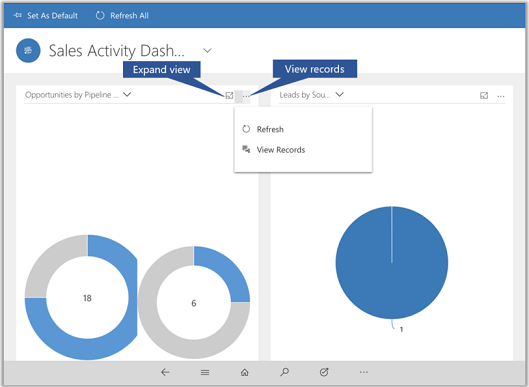 Set As Default
Refresh All
Sales Activity Dash...
Expand view
View records
Opportunities by Pipeline ...
...
Leads by Sou...
...
Refresh
View Records
18
6
1
...